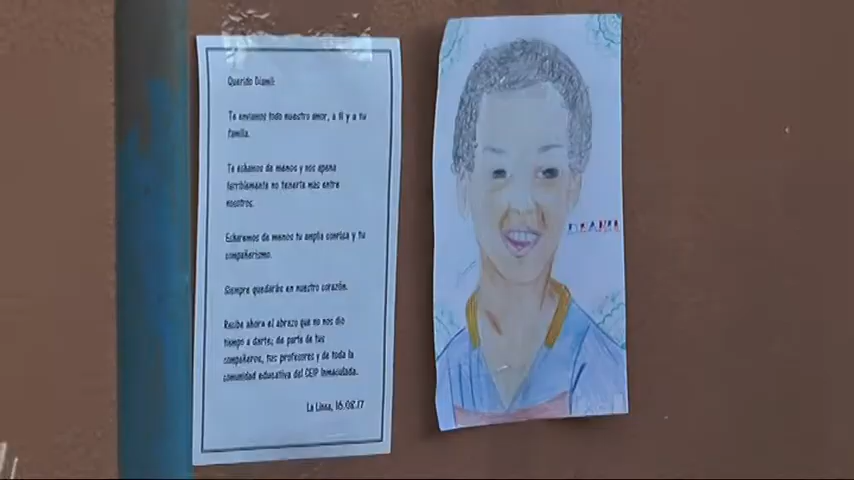 Querido Diamil:
Te enviamos todo nuestro amor, a ti y a tu
familia.
Te echamos de menos y nos apena
terriblemente no tenerte más entre
nosotros.
Echaremos de menos tu amplia sonrisa y tu
compañerismo.
Siempre quedarás en nuestro corazón.
Recibe ahora el abrazo que no nos dio
tiempo a darte; de parte de tus
compañeros, tus profesores y de toda la
comunidad educativa del CEIP Inmaculada.
La Línea, 16.08.17